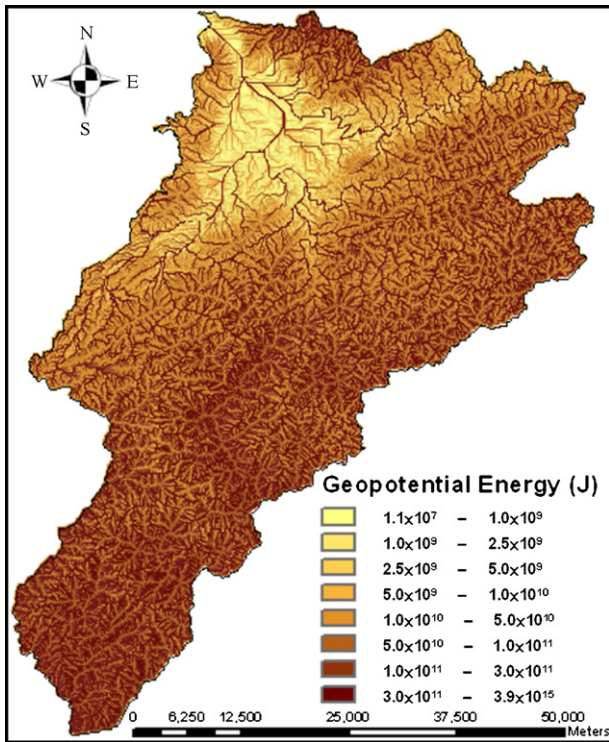 N
W E
S
Geopotential Energy (J)
1.1x10⁷ – 1.0x10⁹
1.0x10⁹ – 2.5x10⁹
2.5x10⁹ – 5.0x10⁹
5.0x10⁹ – 1.0x10¹⁰
1.0x10¹⁰ – 5.0x10¹⁰
5.0x10¹⁰ – 1.0x10¹¹
1.0x10¹¹ – 3.0x10¹¹
3.0x10¹¹ – 3.9x10¹⁵
0 6,250 12,500 25,000 37,500 50,000
Meters